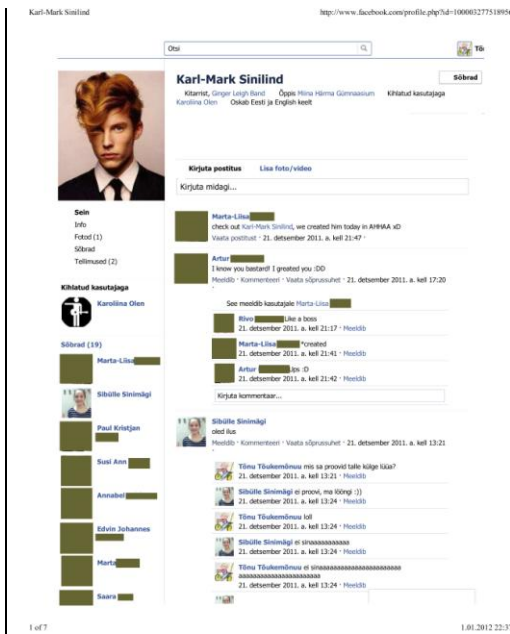 Karl-Mark Sinilind
http://www.facebook.com/profile.php?id=10000327751895
Otsi
Karl-Mark Sinilind
Sõbrad
Kitarrist, Ginger Leigh Band Õppis Miina Härma Gümnaasium Kihlatud kasutajaga
Karoliina Olen Oskab Eesti ja English keelt
Kirjuta postitus Lisa foto/video
Kirjuta midagi...
Sein
Info
Fotod (1)
Sõbrad
Tellimused (2)
Kihlatud kasutajaga
Karoliina Olen
Sõbrad (19)
Marta-Liisa
Sibülle Sinimägi
Paul Kristjan
Susi Ann
Annabel
Edvin Johannes
Marta
Saara
Marta-Liisa
check out Karl-Mark Sinilind, we created him today in AHHAA xD
Vaata postitust · 21. detsember 2011. a. kell 21:47 ·
Artur
I know you bastard! I greated you :DD
Meeldib · Kommenteeri · Vaata sõprussuhet · 21. detsember 2011. a. kell 17:20
See meeldib kasutajale Marta-Liisa
Riivo Like a boss
21. detsember 2011. a. kell 21:17 · Meeldib
Marta-Liisa *created
21. detsember 2011. a. kell 21:41 · Meeldib
Artur Ups :D
21. detsember 2011. a. kell 21:42 · Meeldib
Kirjuta kommentaar...
Sibülle Sinimägi
oled ilus
Meeldib · Kommenteeri · Vaata sõprussuhet · 21. detsember 2011. a. kell 13:21
Tõnu Tõukemõnuu mis sa proovid talle külge lüüa?
21. detsember 2011. a. kell 13:21 · Meeldib
Sibülle Sinimägi ei proovi, ma lööngi :))
21. detsember 2011. a. kell 13:24 · Meeldib
Tõnu Tõukemõnuu loll
21. detsember 2011. a. kell 13:24 · Meeldib
Sibülle Sinimägi ei sinaaaaaaaaaaa
21. detsember 2011. a. kell 13:24 · Meeldib
Tõnu Tõukemõnuu ei sinaaaaaaaaaaaaaaaaaaaaaa
aaaaaaaaaaaaaaaaaaaaaa
21. detsember 2011. a. kell 13:24 · Meeldib
1 of 7
1.01.2012 22:37